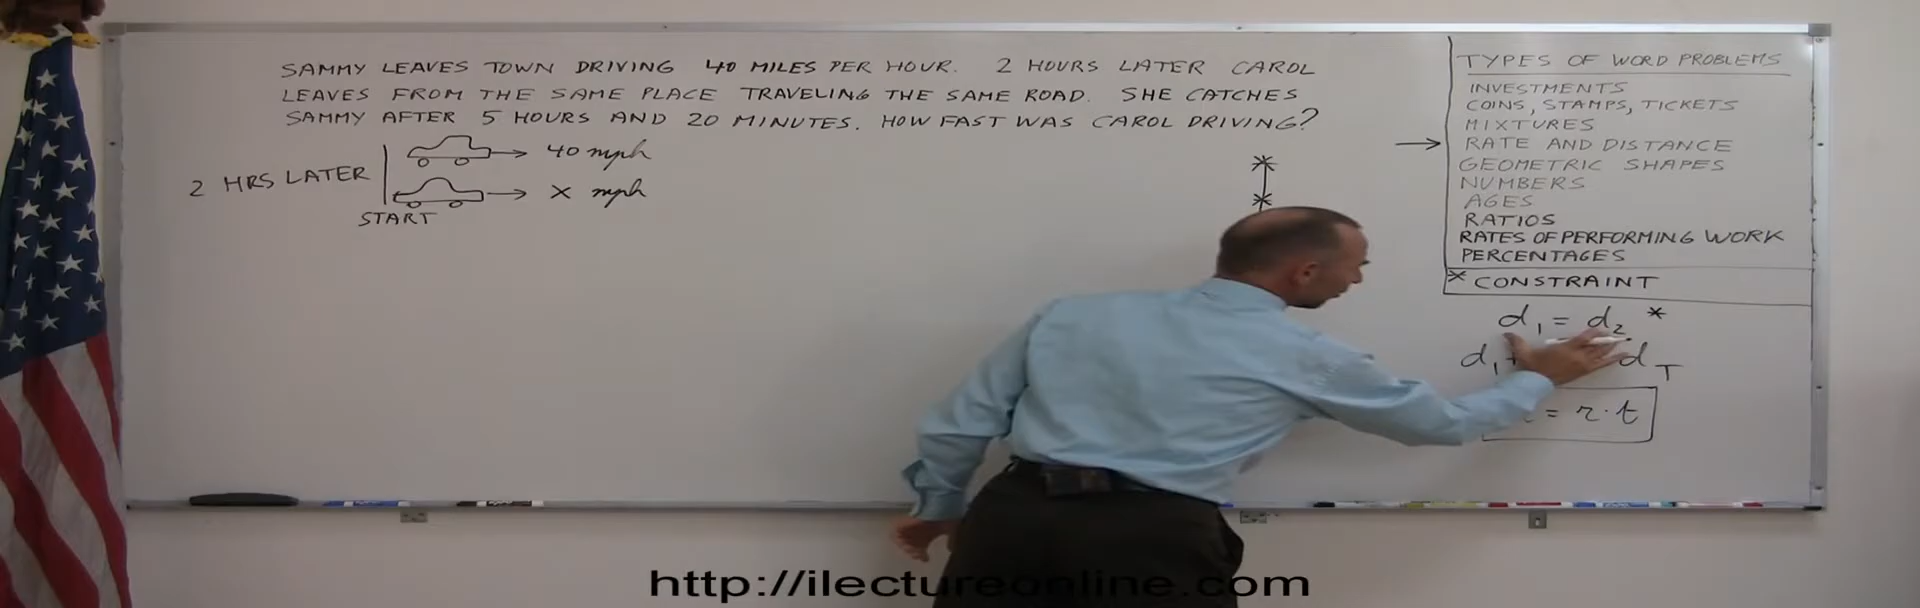 SAMMY LEAVES TOWN DRIVING 40 MILES PER HOUR. 2 HOURS LATER CAROL
LEAVES FROM THE SAME PLACE TRAVELING THE SAME ROAD. SHE CATCHES
SAMMY AFTER 5 HOURS AND 20 MINUTES. HOW FAST WAS CAROL DRIVING?
40 mph
2 HRS LATER
X mph
START
TYPES OF WORD PROBLEMS
INVESTMENTS
COINS, STAMPS, TICKETS
MIXTURES
RATE AND DISTANCE
GEOMETRIC SHAPES
NUMBERS
AGES
RATIOS
RATES OF PERFORMING WORK
PERCENTAGES
* CONSTRAINT
d₁ = d₂ *
d₁ d_T
= r·t
http://ilectureonline.com